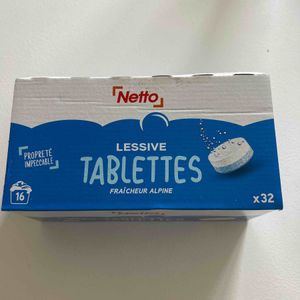 Netto
LESSIVE
TABLETTES
FRAÎCHEUR ALPINE
PROPRETÉ
IMPECCABLE
16
x32